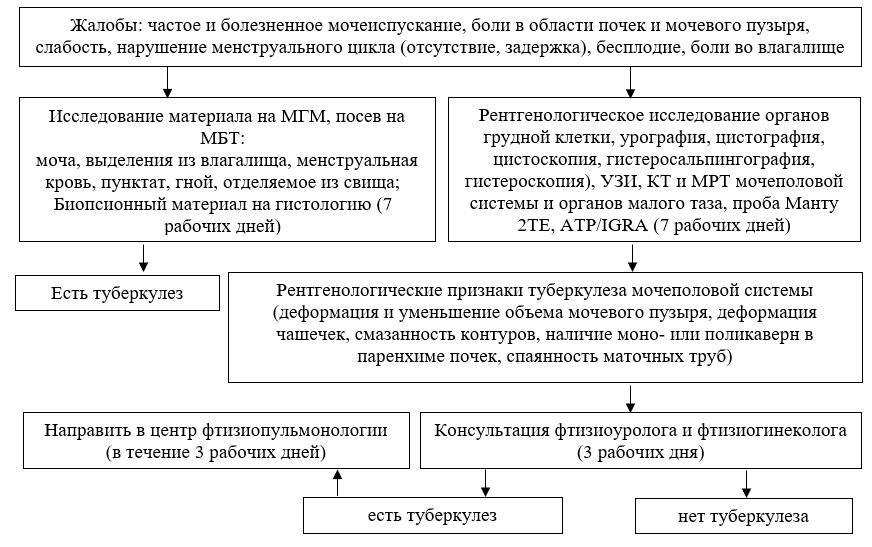 Жалобы: частое и болезненное мочеиспускание, боли в области почек и мочевого пузыря,
слабость, нарушение менструального цикла (отсутствие, задержка), бесплодие, боли во влагалище
Исследование материала на МГМ, посев на
МБТ:
моча, выделения из влагалища, менструальная
кровь, пунктат, гной, отделяемое из свища;
Биопсионный материал на гистологию (7
рабочих дней)
Рентгенологическое исследование органов
грудной клетки, урография, цистография,
цистоскопия, гистеросальпингография,
гистероскопия), УЗИ, КТ и МРТ мочеполовой
системы и органов малого таза, проба Манту
2ТЕ, АТР/IGRA (7 рабочих дней)
Есть туберкулез
Рентгенологические признаки туберкулеза мочеполовой системы
(деформация и уменьшение объема мочевого пузыря, деформация
чашечек, смазанность контуров, наличие моно- или поликаверн в
паренхиме почек, спаянность маточных труб)
Направить в центр фтизиопульмонологии
(в течение 3 рабочих дней)
Консультация фтизиоуролога и фтизиогинеколога
(3 рабочих дня)
есть туберкулез
нет туберкулеза